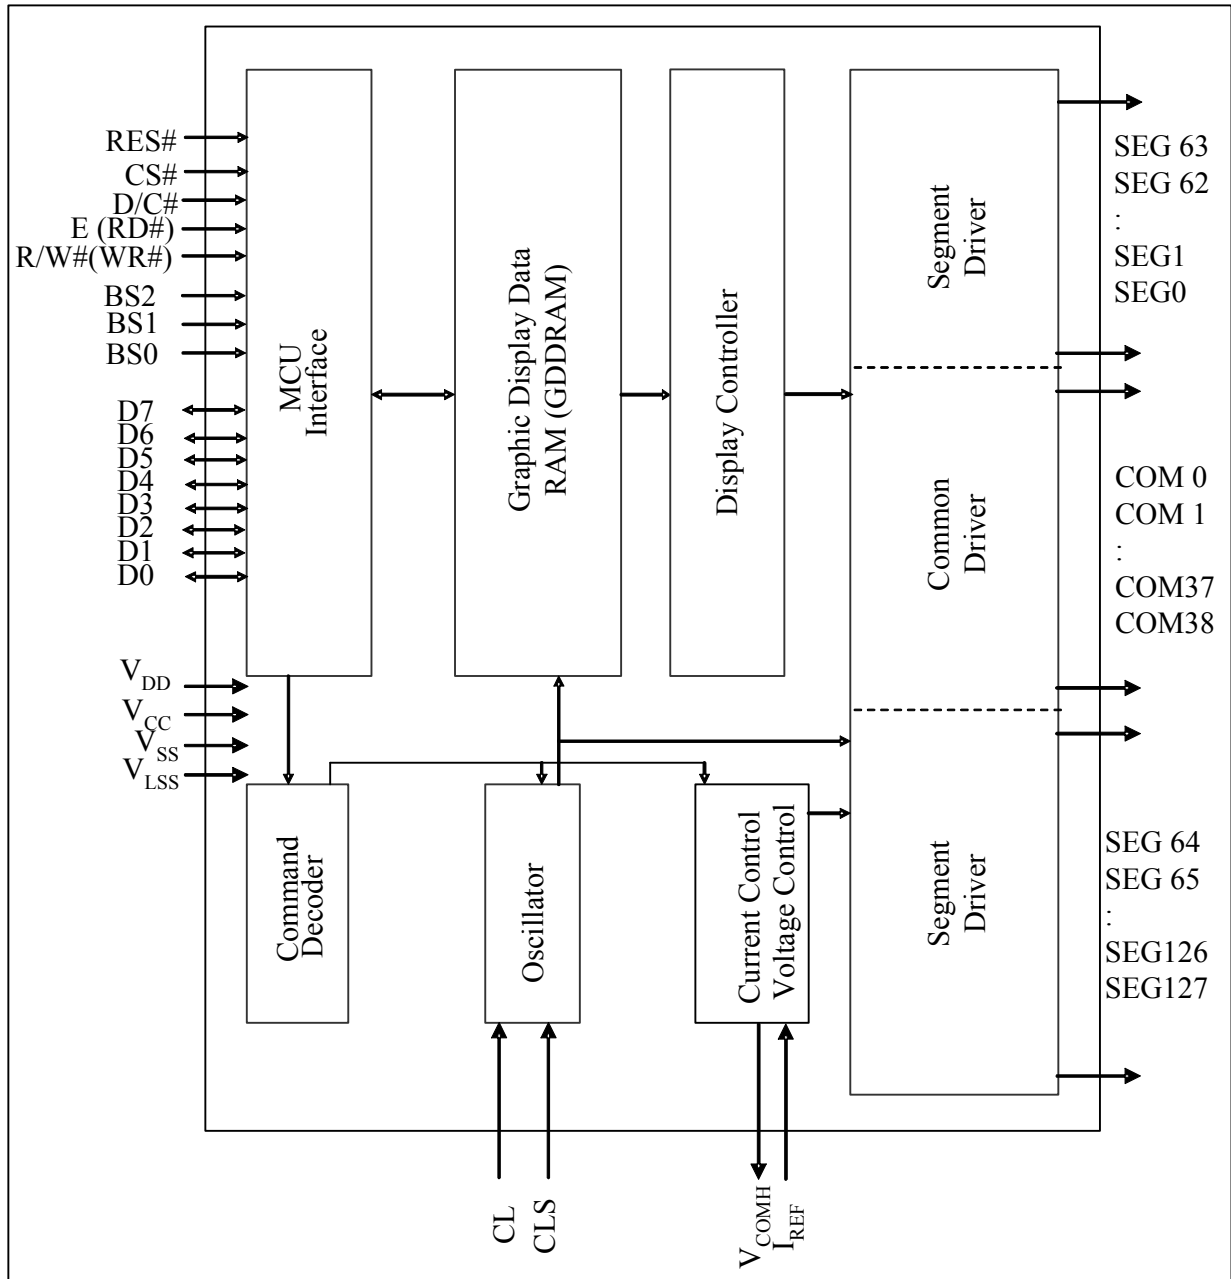 RES#
CS#
D/C#
E (RD#)
R/W#(WR#)
BS2
BS1
BS0
D7
D6
D5
D4
D3
D2
D1
D0
VDD
VCC
VSS
VLSS
MCU
Interface
Graphic Display Data
RAM (GDDRAM)
Display Controller
Segment
Driver
Common
Driver
Segment
Driver
Command
Decoder
Oscillator
Current Control
Voltage Control
SEG 63
SEG 62
:
SEG1
SEG0
COM 0
COM 1
:
COM37
COM38
SEG 64
SEG 65
:
SEG126
SEG127
CL
CLS
VCOMH
IREF